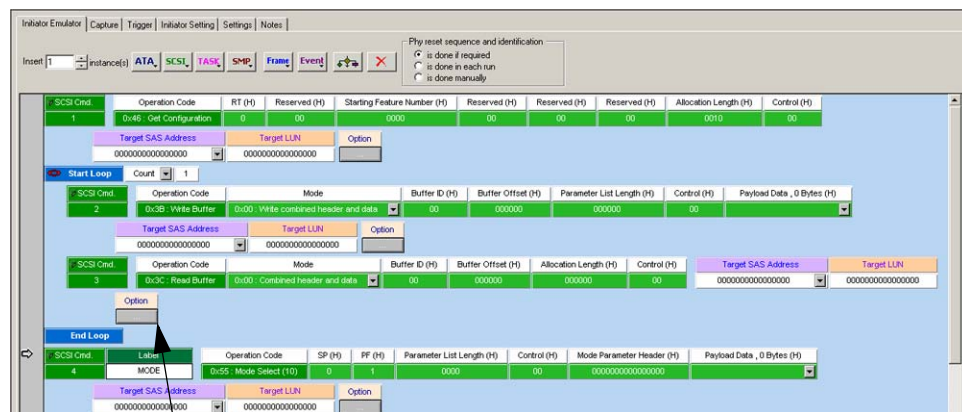 Initiator Emulator Capture Trigger Initiator Setting Settings Notes
Insert 1 instance(s) ATA SCSI TASK SMP Frame Event
Phy reset sequence and identification
is done if required
is done in each run
is done manually
SCSI Cmd. Operation Code RT (H) Reserved (H) Starting Feature Number (H) Reserved (H) Reserved (H) Reserved (H) Allocation Length (H) Control (H)
1 0x46 : Get Configuration 0 00 0000 00 00 00 0010 00
Target SAS Address Target LUN Option
0000000000000000 0000000000000000 ...
Start Loop Count 1
SCSI Cmd. Operation Code Mode Buffer ID (H) Buffer Offset (H) Parameter List Length (H) Control (H) Payload Data , 0 Bytes (H)
2 0x3B : Write Buffer 0x00 : Write combined header and data 00 000000 000000 00
Target SAS Address Target LUN Option
0000000000000000 0000000000000000 ...
SCSI Cmd. Operation Code Mode Buffer ID (H) Buffer Offset (H) Allocation Length (H) Control (H) Target SAS Address Target LUN
3 0x3C : Read Buffer 0x00 : Combined header and data 00 000000 000000 00 0000000000000000 0000000000000000
Option
...
End Loop
SCSI Cmd. Label Operation Code SP (H) PF (H) Parameter List Length (H) Control (H) Mode Parameter Header (H) Payload Data , 0 Bytes (H)
4 MODE 0x55 : Mode Select (10) 0 1 0000 00 0000000000000000
Target SAS Address Target LUN Option
0000000000000000 0000000000000000 ...